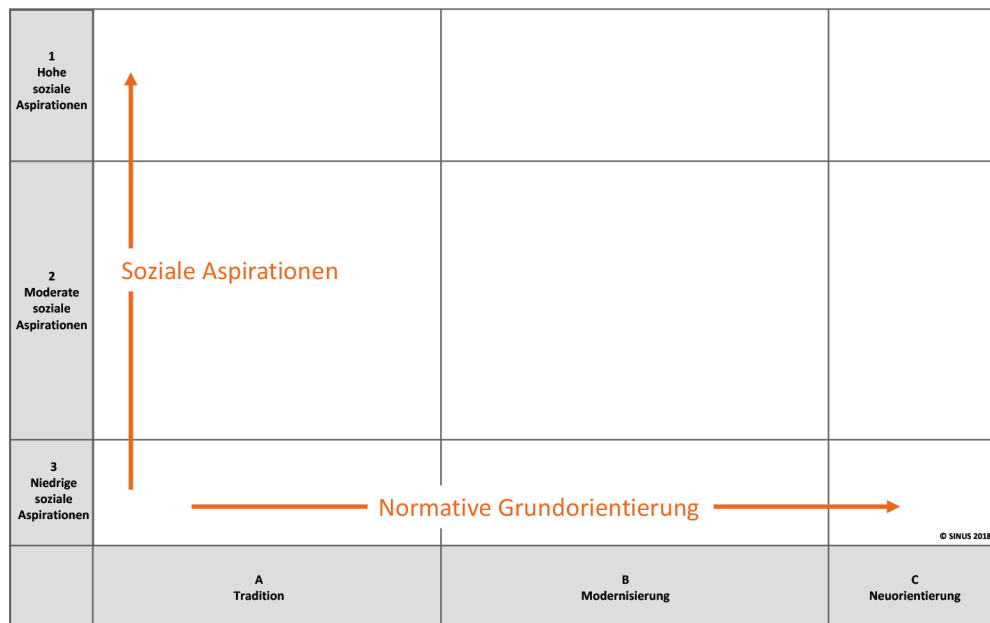 1
Hohe
soziale
Aspirationen
Soziale Aspirationen
2
Moderate
soziale
Aspirationen
3
Niedrige
soziale
Aspirationen
Normative Grundorientierung
© SINUS 2018
A
Tradition
B
Modernisierung
C
Neuorientierung